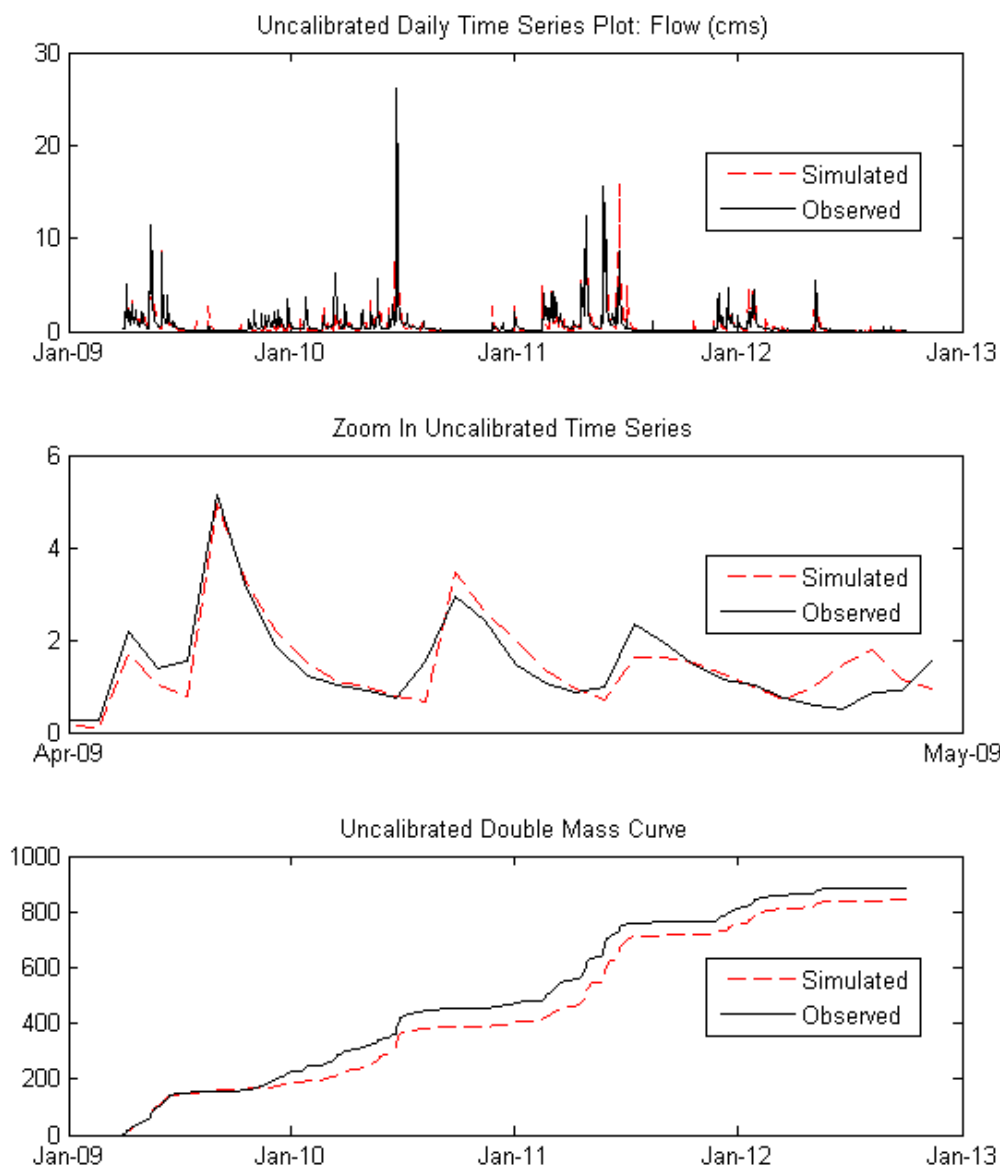 Uncalibrated Daily Time Series Plot: Flow (cms)
30
20
10
0
Simulated
Observed
Jan-09 Jan-10 Jan-11 Jan-12 Jan-13
Zoom In Uncalibrated Time Series
6
4
2
0
Simulated
Observed
Apr-09 May-09
Uncalibrated Double Mass Curve
1000
800
600
400
200
0
Simulated
Observed
Jan-09 Jan-10 Jan-11 Jan-12 Jan-13